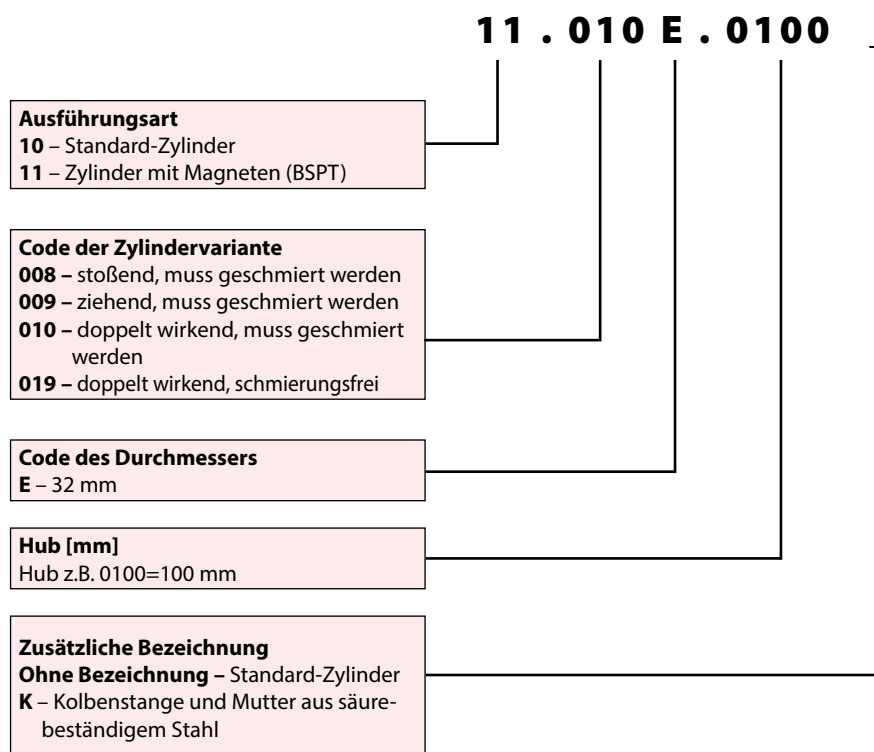 11 . 010 E . 0100 _
Ausführungsart
10 – Standard-Zylinder
11 – Zylinder mit Magneten (BSPT)
Code der Zylindervariante
008 – stoßend, muss geschmiert werden
009 – ziehend, muss geschmiert werden
010 – doppelt wirkend, muss geschmiert
werden
019 – doppelt wirkend, schmierungsfrei
Code des Durchmessers
E – 32 mm
Hub [mm]
Hub z.B. 0100=100 mm
Zusätzliche Bezeichnung
Ohne Bezeichnung – Standard-Zylinder
K – Kolbenstange und Mutter aus säure-
beständigem Stahl